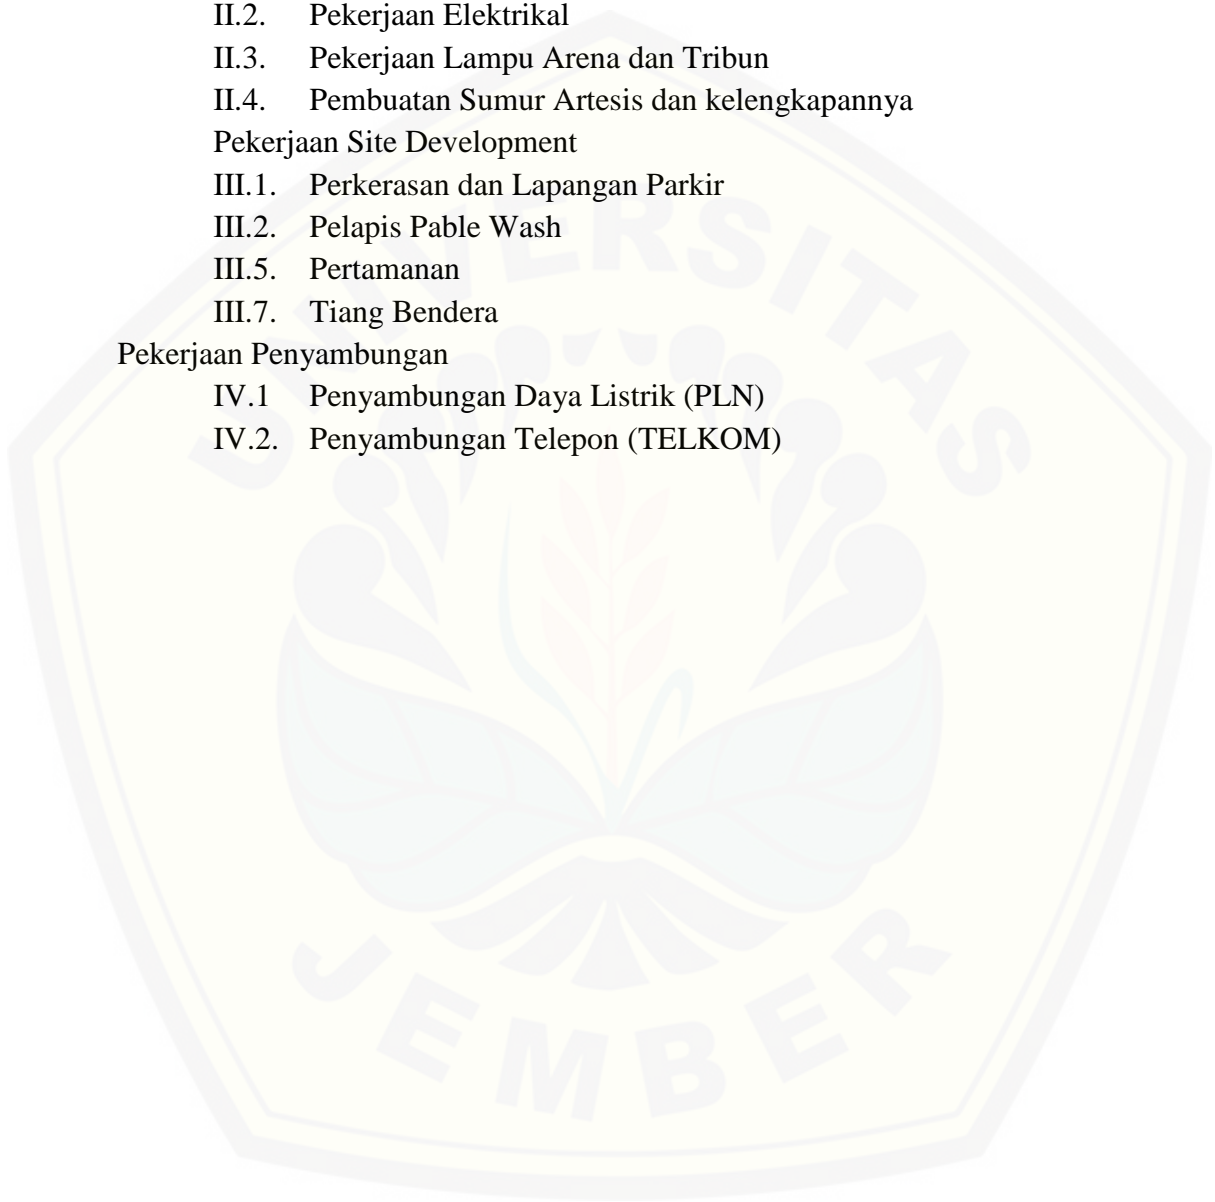 II.2. Pekerjaan Elektrikal
II.3. Pekerjaan Lampu Arena dan Tribun
II.4. Pembuatan Sumur Artesis dan kelengkapannya
Pekerjaan Site Development
III.1. Perkerasan dan Lapangan Parkir
III.2. Pelapis Pable Wash
III.5. Pertamanan
III.7. Tiang Bendera
Pekerjaan Penyambungan
IV.1 Penyambungan Daya Listrik (PLN)
IV.2. Penyambungan Telepon (TELKOM)
UNIVERSITAS
JEMBER